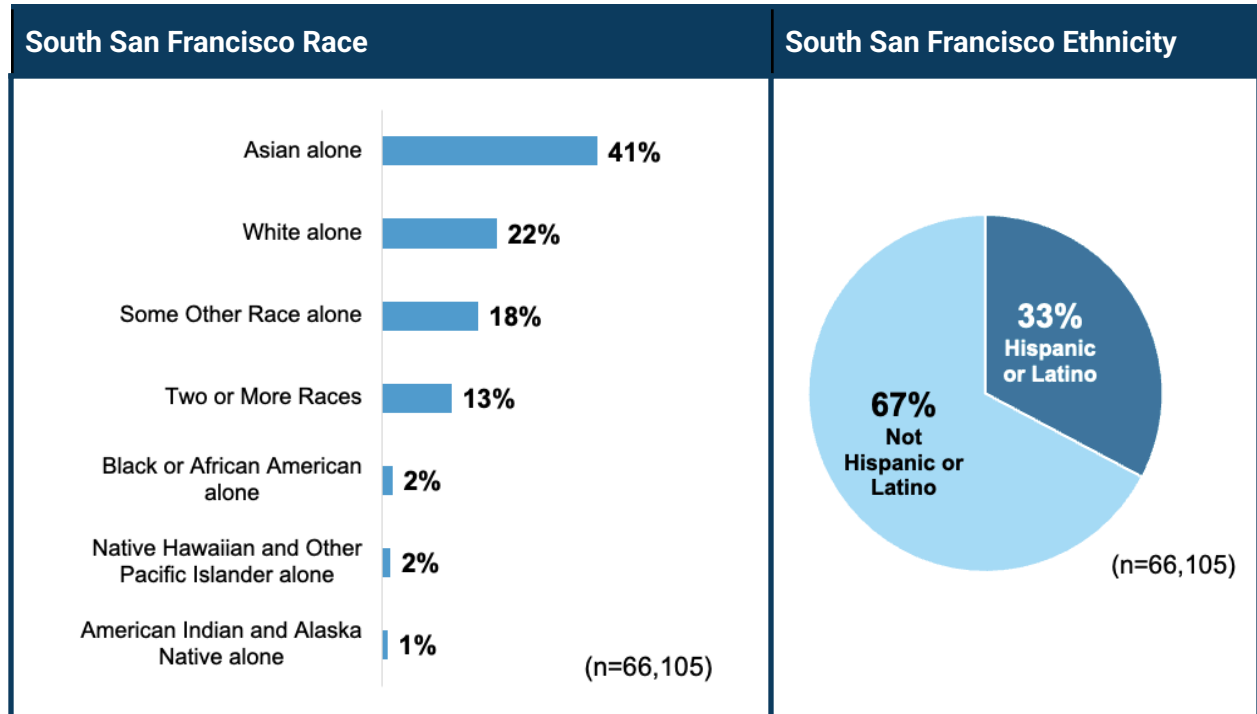 South San Francisco Race
Asian alone
41%
White alone
22%
Some Other Race alone
18%
Two or More Races
13%
Black or African American
alone
2%
Native Hawaiian and Other
Pacific Islander alone
2%
American Indian and Alaska
Native alone
1%
(n=66,105)
South San Francisco Ethnicity
33%
Hispanic
or Latino
67%
Not
Hispanic or
Latino
(n=66,105)